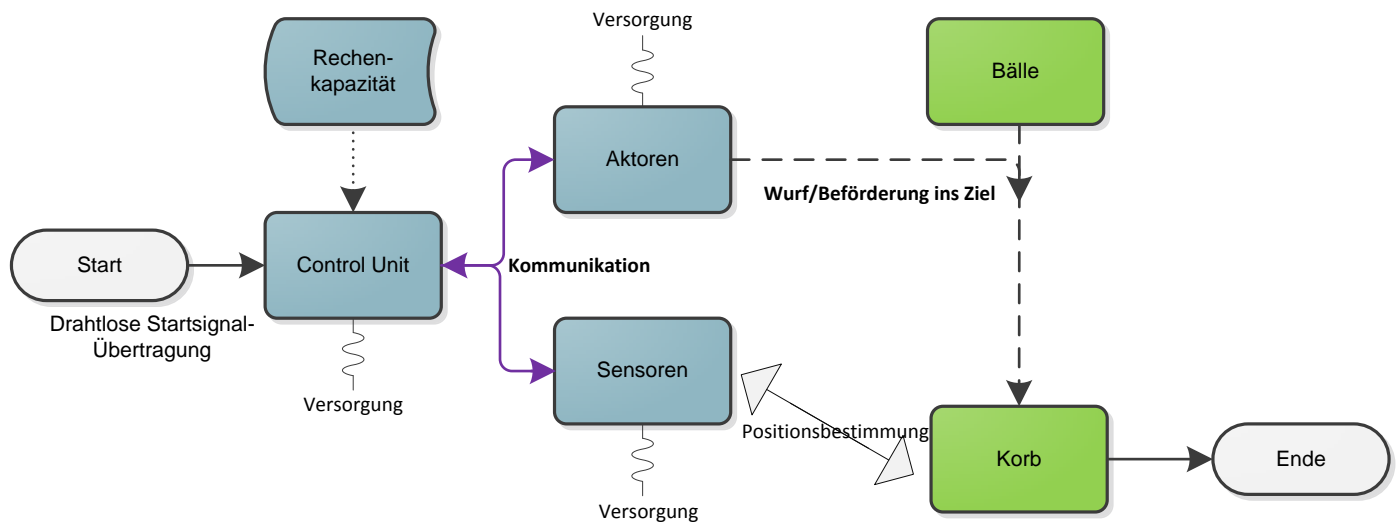 Versorgung
Rechen-
kapazität
Bälle
Aktoren
Wurf/Beförderung ins Ziel
Start
Control Unit
Kommunikation
Drahtlose Startsignal-
Übertragung
Sensoren
Versorgung
Positionsbestimmung
Korb
Ende
Versorgung